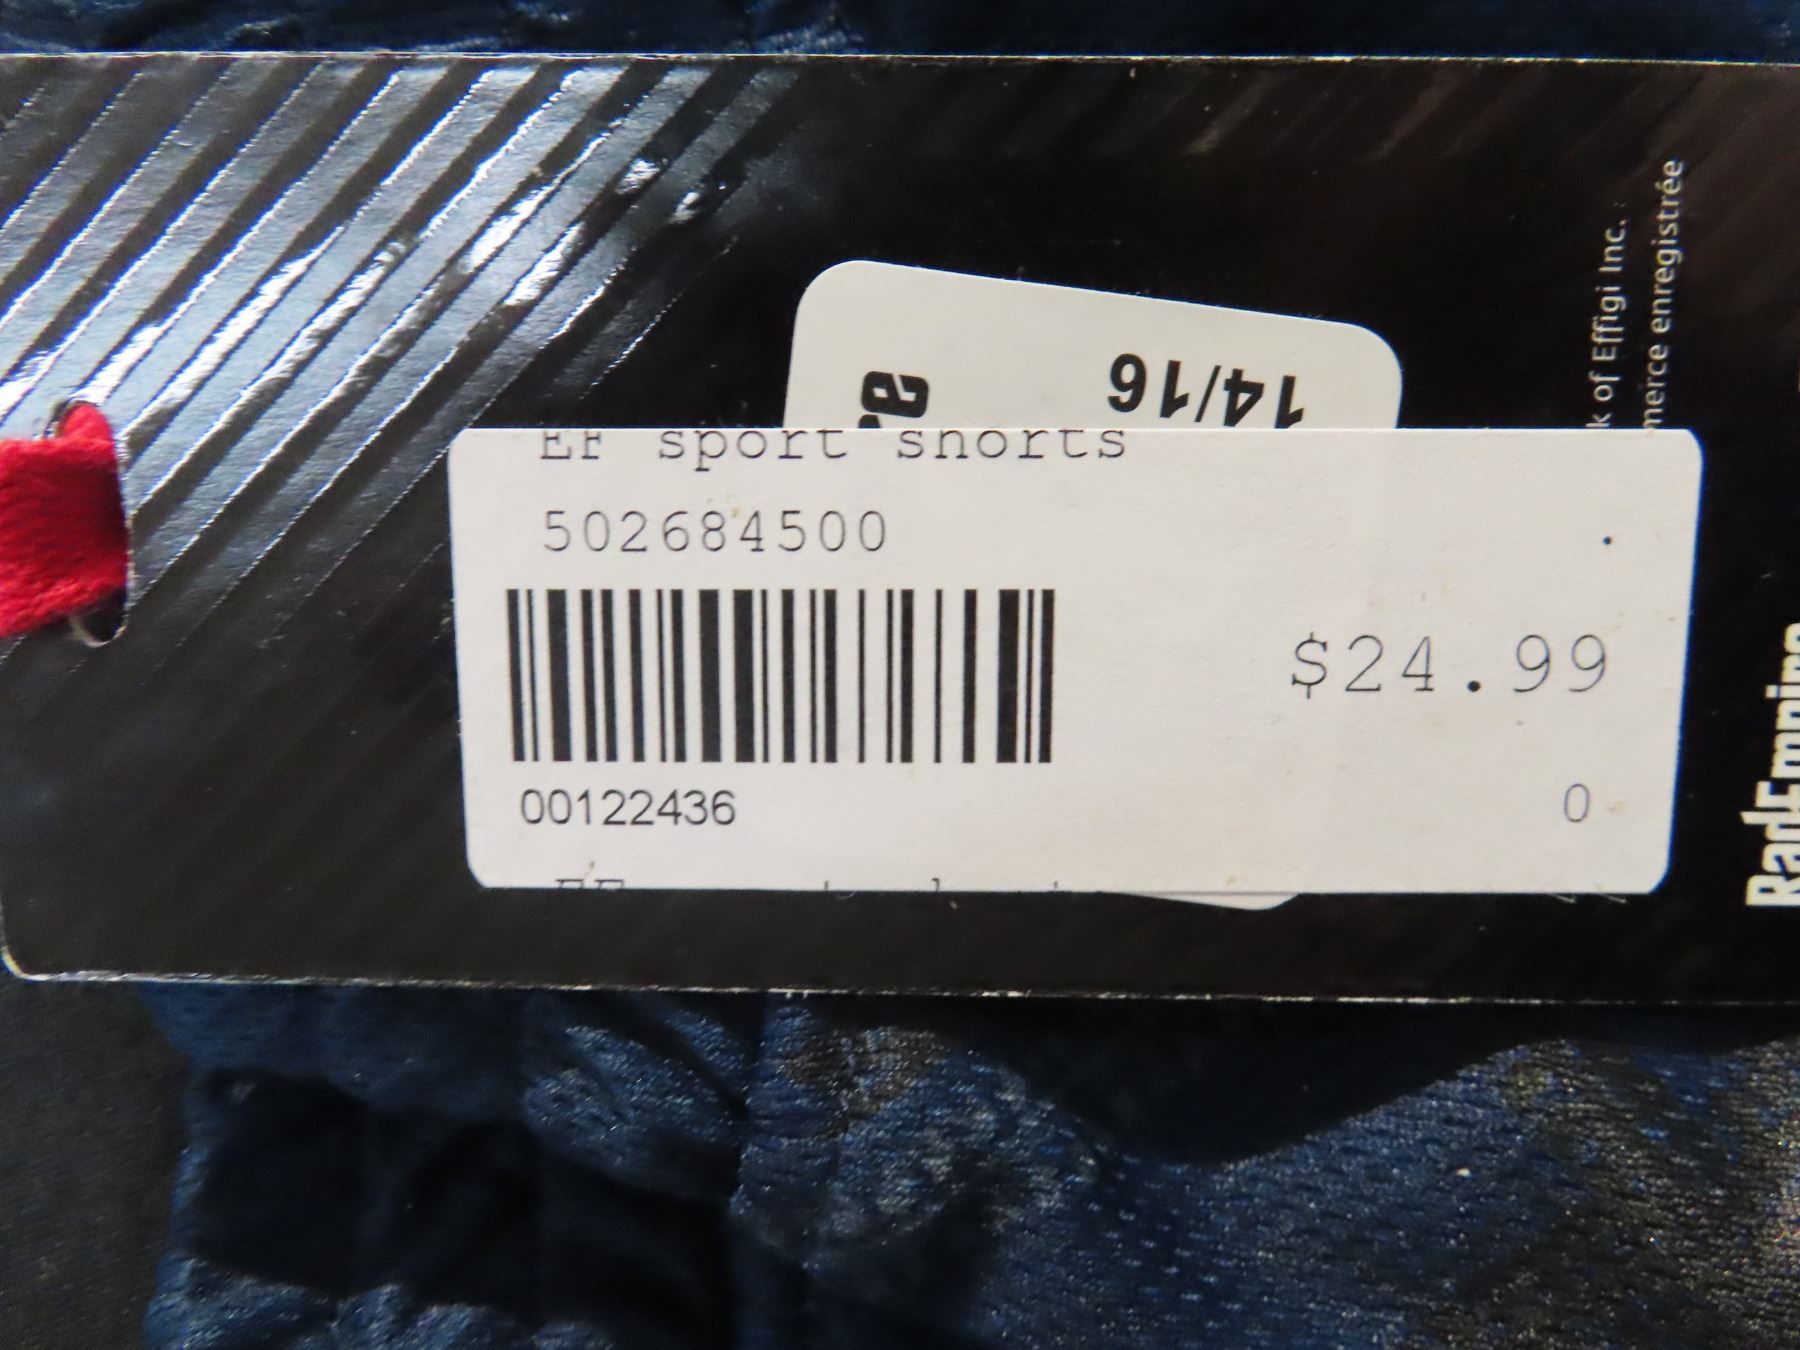 EF sport shorts
502684500
$24.99
00122436
0
14/16
k of Effigi Inc.
merce enregistrée